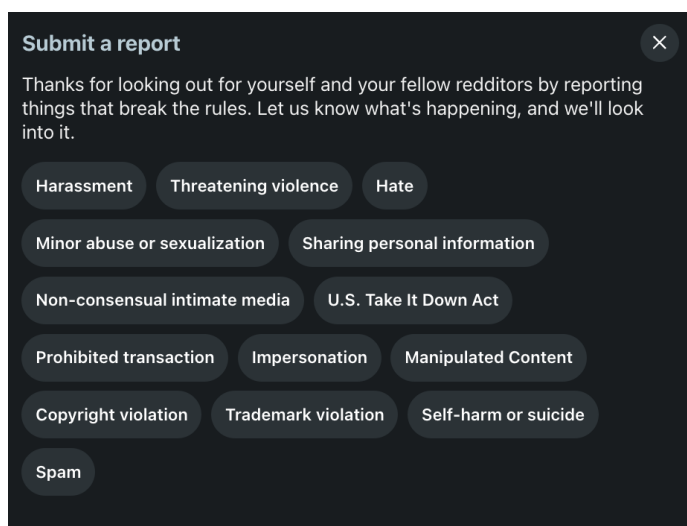 Submit a report
Thanks for looking out for yourself and your fellow redditors by reporting
things that break the rules. Let us know what's happening, and we'll look
into it.
Harassment Threatening violence Hate
Minor abuse or sexualization Sharing personal information
Non-consensual intimate media U.S. Take It Down Act
Prohibited transaction Impersonation Manipulated Content
Copyright violation Trademark violation Self-harm or suicide
Spam